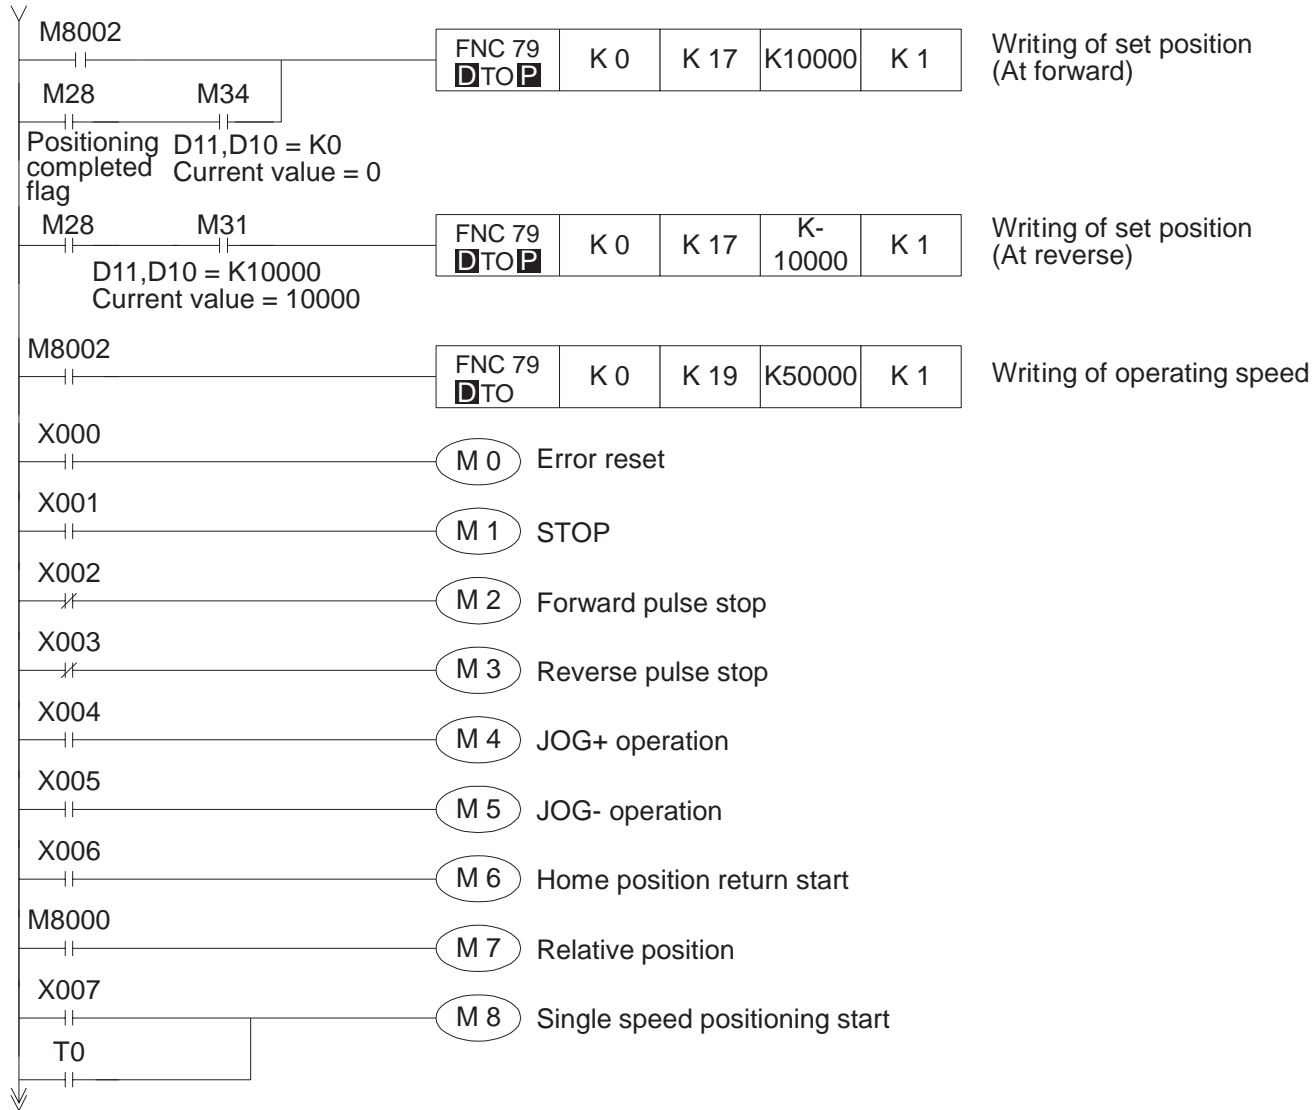 M8002
FNC 79 K 0 K 17 K10000 K 1
D TO P
Writing of set position
(At forward)
M28 M34
Positioning completed flag
D11,D10 = K0
Current value = 0
M28 M31
D11,D10 = K10000
Current value = 10000
FNC 79 K 0 K 17 K-10000 K 1
D TO P
Writing of set position
(At reverse)
M8002
FNC 79 K 0 K 19 K50000 K 1
D TO
Writing of operating speed
X000
M 0 Error reset
X001
M 1 STOP
X002
M 2 Forward pulse stop
X003
M 3 Reverse pulse stop
X004
M 4 JOG+ operation
X005
M 5 JOG- operation
X006
M 6 Home position return start
M8000
M 7 Relative position
X007
M 8 Single speed positioning start
T0